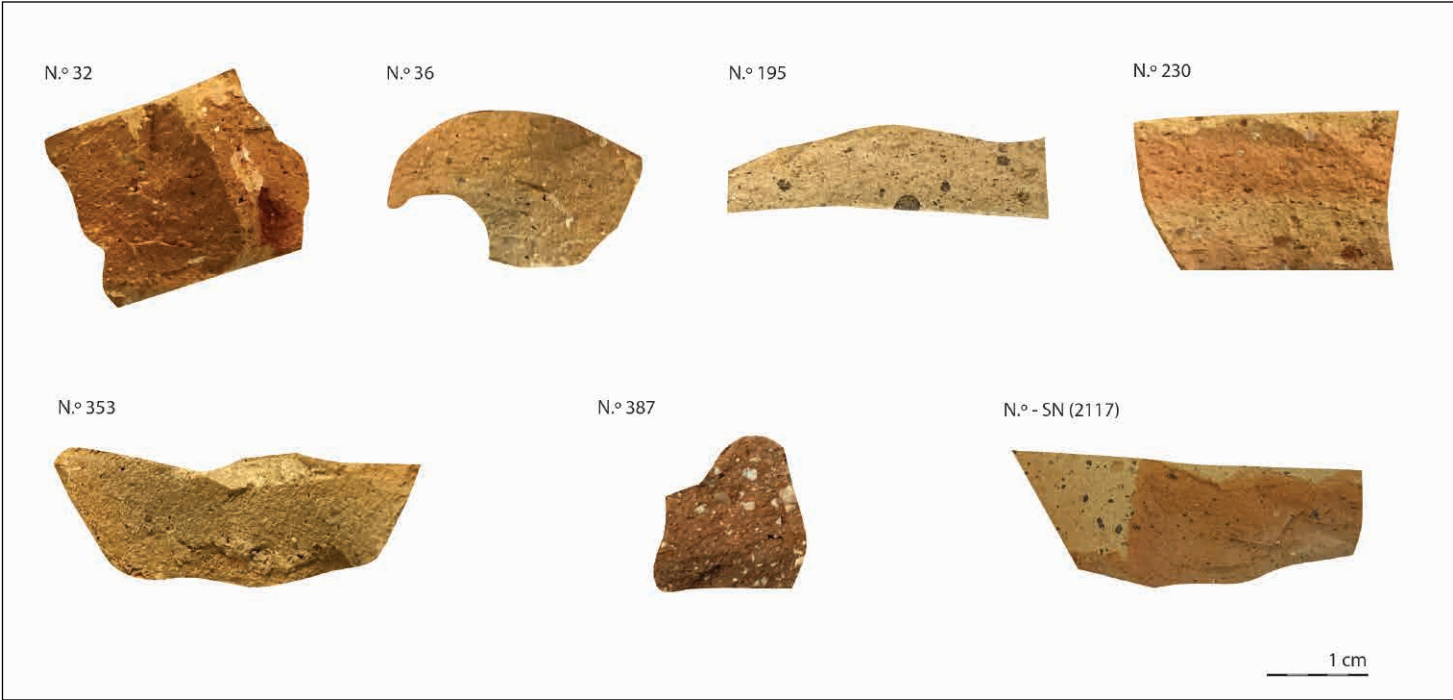 N.º 32
N.º 36
N.º 195
N.º 230
N.º 353
N.º 387
N.º - SN (2117)
1 cm